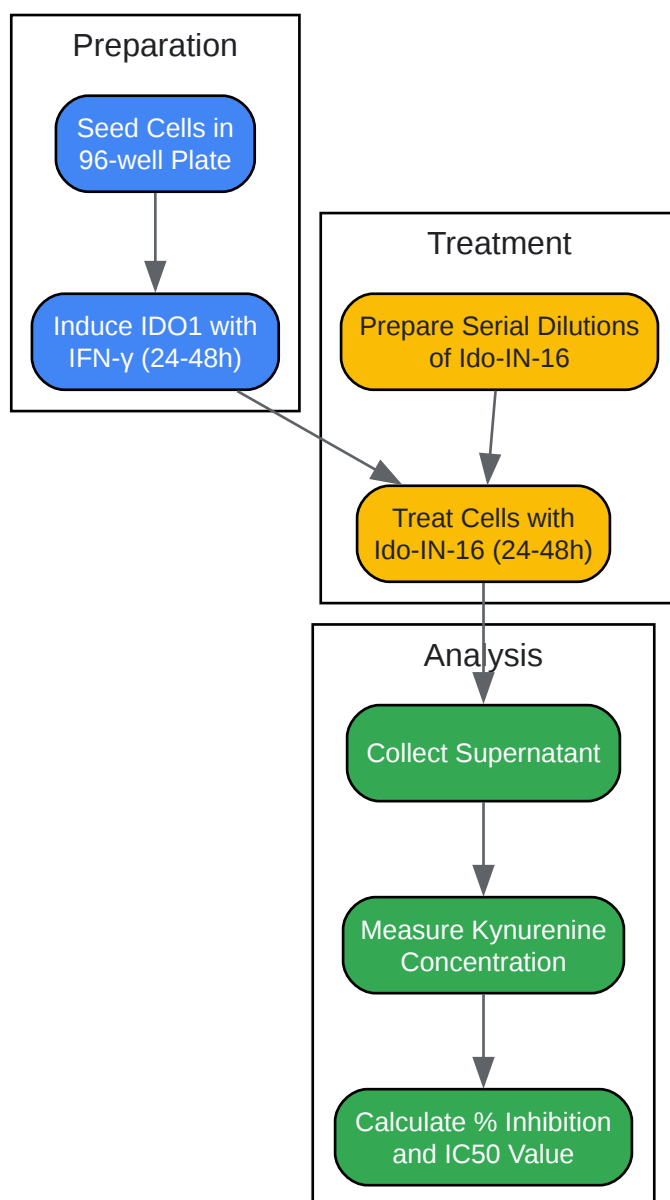 Preparation
Seed Cells in
96-well Plate
Induce IDO1 with
IFN-γ (24-48h)
Treatment
Prepare Serial Dilutions
of Ido-IN-16
Treat Cells with
Ido-IN-16 (24-48h)
Analysis
Collect Supernatant
Measure Kynurenine
Concentration
Calculate % Inhibition
and IC50 Value